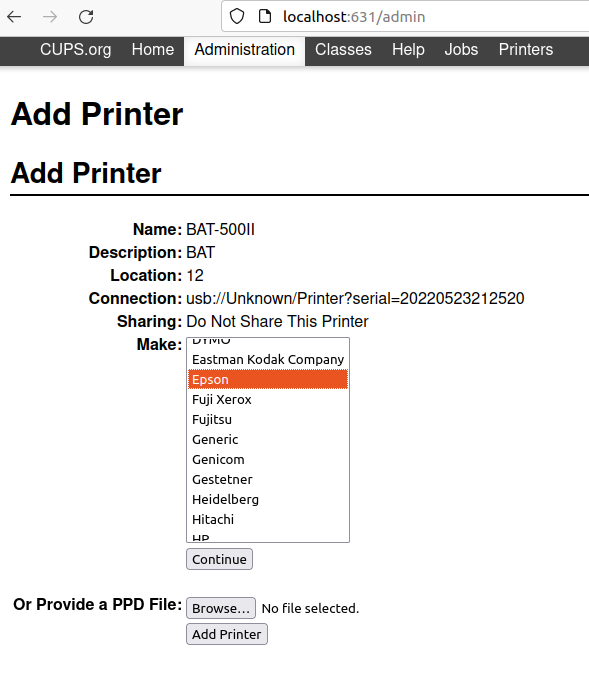 localhost:631/admin
CUPS.org Home Administration Classes Help Jobs Printers
Add Printer
Add Printer
Name: BAT-500II
Description: BAT
Location: 12
Connection: usb://Unknown/Printer?serial=20220523212520
Sharing: Do Not Share This Printer
Make: DYMO
Eastman Kodak Company
Epson
Fuji Xerox
Fujitsu
Generic
Genicom
Gestetner
Heidelberg
Hitachi
HP
Continue
Or Provide a PPD File: Browse... No file selected.
Add Printer